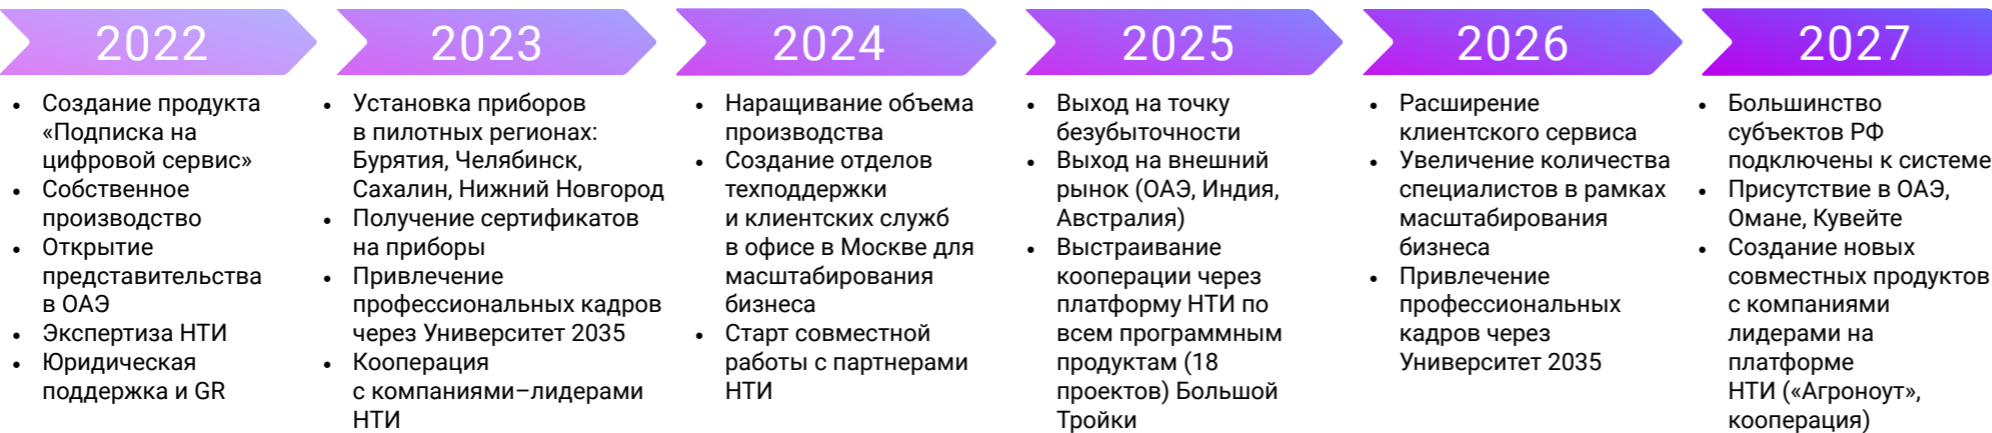 2022
• Создание продукта
«Подписка на
цифровой сервис»
• Собственное
производство
• Открытие
представительства
в ОАЭ
• Экспертиза НТИ
• Юридическая
поддержка и GR
2023
• Установка приборов
в пилотных регионах:
Бурятия, Челябинск,
Сахалин, Нижний Новгород
• Получение сертификатов
на приборы
• Привлечение
профессиональных кадров
через Университет 2035
• Кооперация
с компаниями–лидерами
НТИ
2024
• Наращивание объема
производства
• Создание отделов
техподдержки
и клиентских служб
в офисе в Москве для
масштабирования
бизнеса
• Старт совместной
работы с партнерами
НТИ
2025
• Выход на точку
безубыточности
• Выход на внешний
рынок (ОАЭ, Индия,
Австралия)
• Выстраивание
кооперации через
платформу НТИ по
всем программным
продуктам (18
проектов) Большой
Тройки
2026
• Расширение
клиентского сервиса
• Увеличение количества
специалистов в рамках
масштабирования
бизнеса
• Привлечение
профессиональных
кадров через
Университет 2035
2027
• Большинство
субъектов РФ
подключены к системе
• Присутствие в ОАЭ,
Омане, Кувейте
• Создание новых
совместных продуктов
с компаниями
лидерами на
платформе
НТИ («Агроноут»,
кооперация)